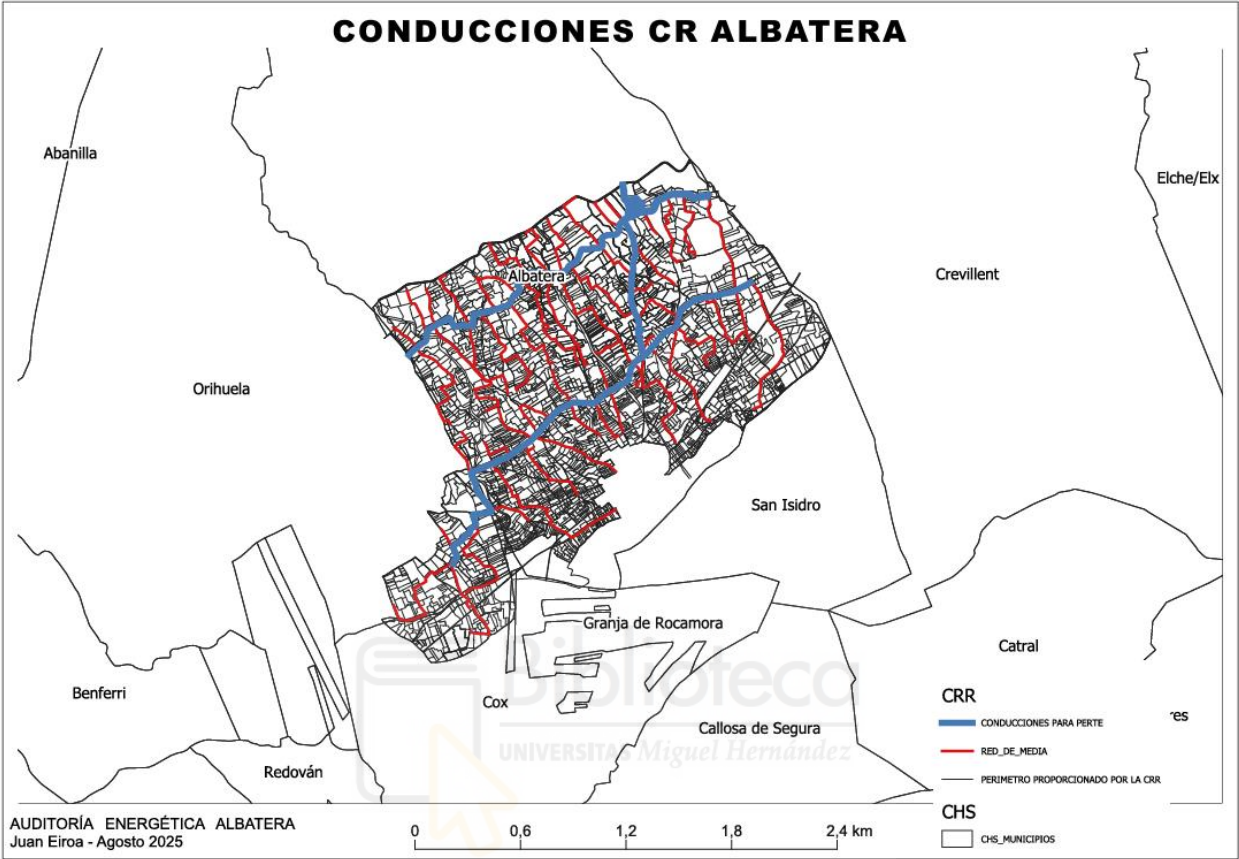 CONDUCCIONES CR ALBATERA
Abanilla
Elche/Elx
Albatera
Crevillent
Orihuela
San Isidro
Granja de Rocamora
Catral
Benferri
Cox
CRR
CONDUCCIONES PARA PERTE
res
Callosa de Segura
RED_DE_MEDIA
Redován
PERIMETRO PROPORCIONADO POR LA CRR
CHS
CHS_MUNICIPIOS
Biblioteca
UNIVERSITAS Miguel Hernández
AUDITORÍA ENERGÉTICA ALBATERA
Juan Eiroa - Agosto 2025
0 0,6 1,2 1,8 2,4 km